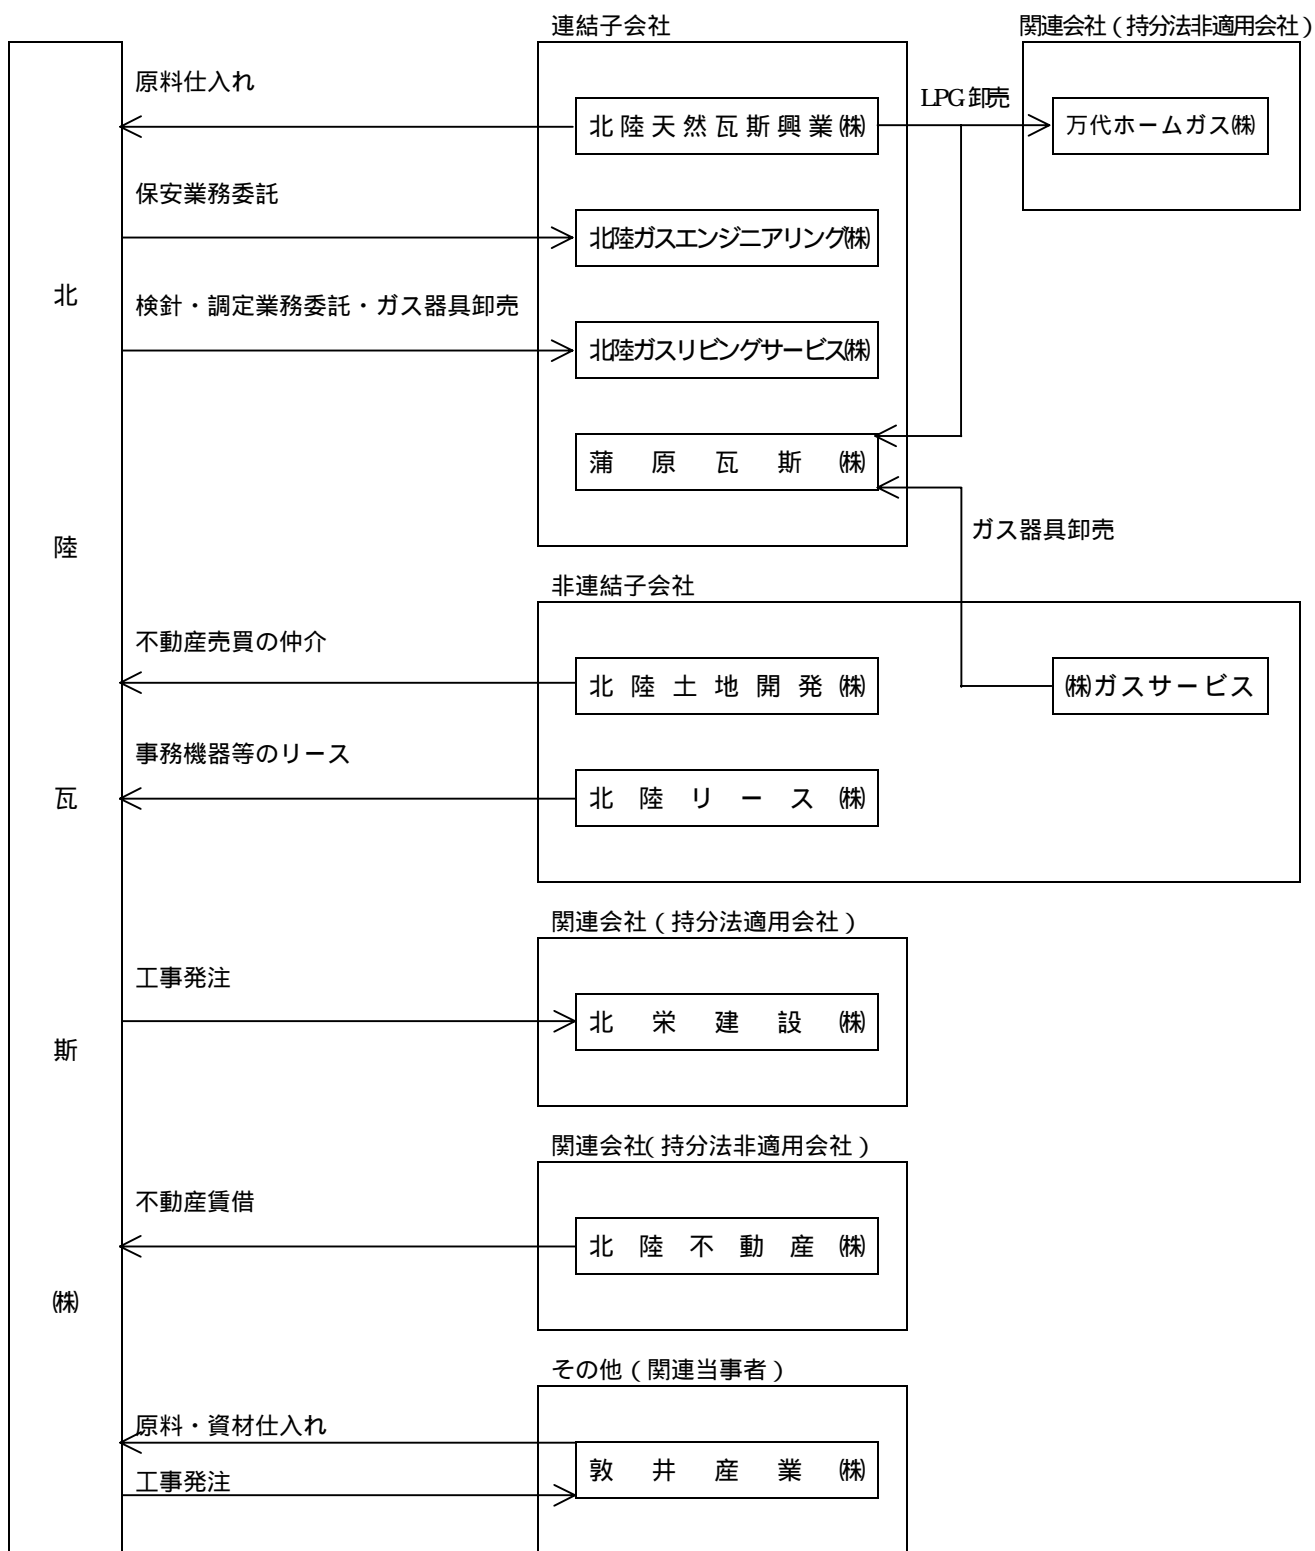 連結子会社
関連会社（持分法非適用会社）
原料仕入れ
北陸天然瓦斯興業㈱
LPG卸売
万代ホームガス㈱
保安業務委託
北陸ガスエンジニアリング㈱
検針・調定業務委託・ガス器具卸売
北陸ガスリビングサービス㈱
蒲原瓦斯㈱
ガス器具卸売
非連結子会社
不動産売買の仲介
北陸土地開発㈱
㈱ガスサービス
事務機器等のリース
北陸リース㈱
関連会社（持分法適用会社）
工事発注
北栄建設㈱
関連会社（持分法非適用会社）
不動産賃借
北陸不動産㈱
その他（関連当事者）
原料・資材仕入れ
敦井産業㈱
工事発注
北陸瓦斯㈱